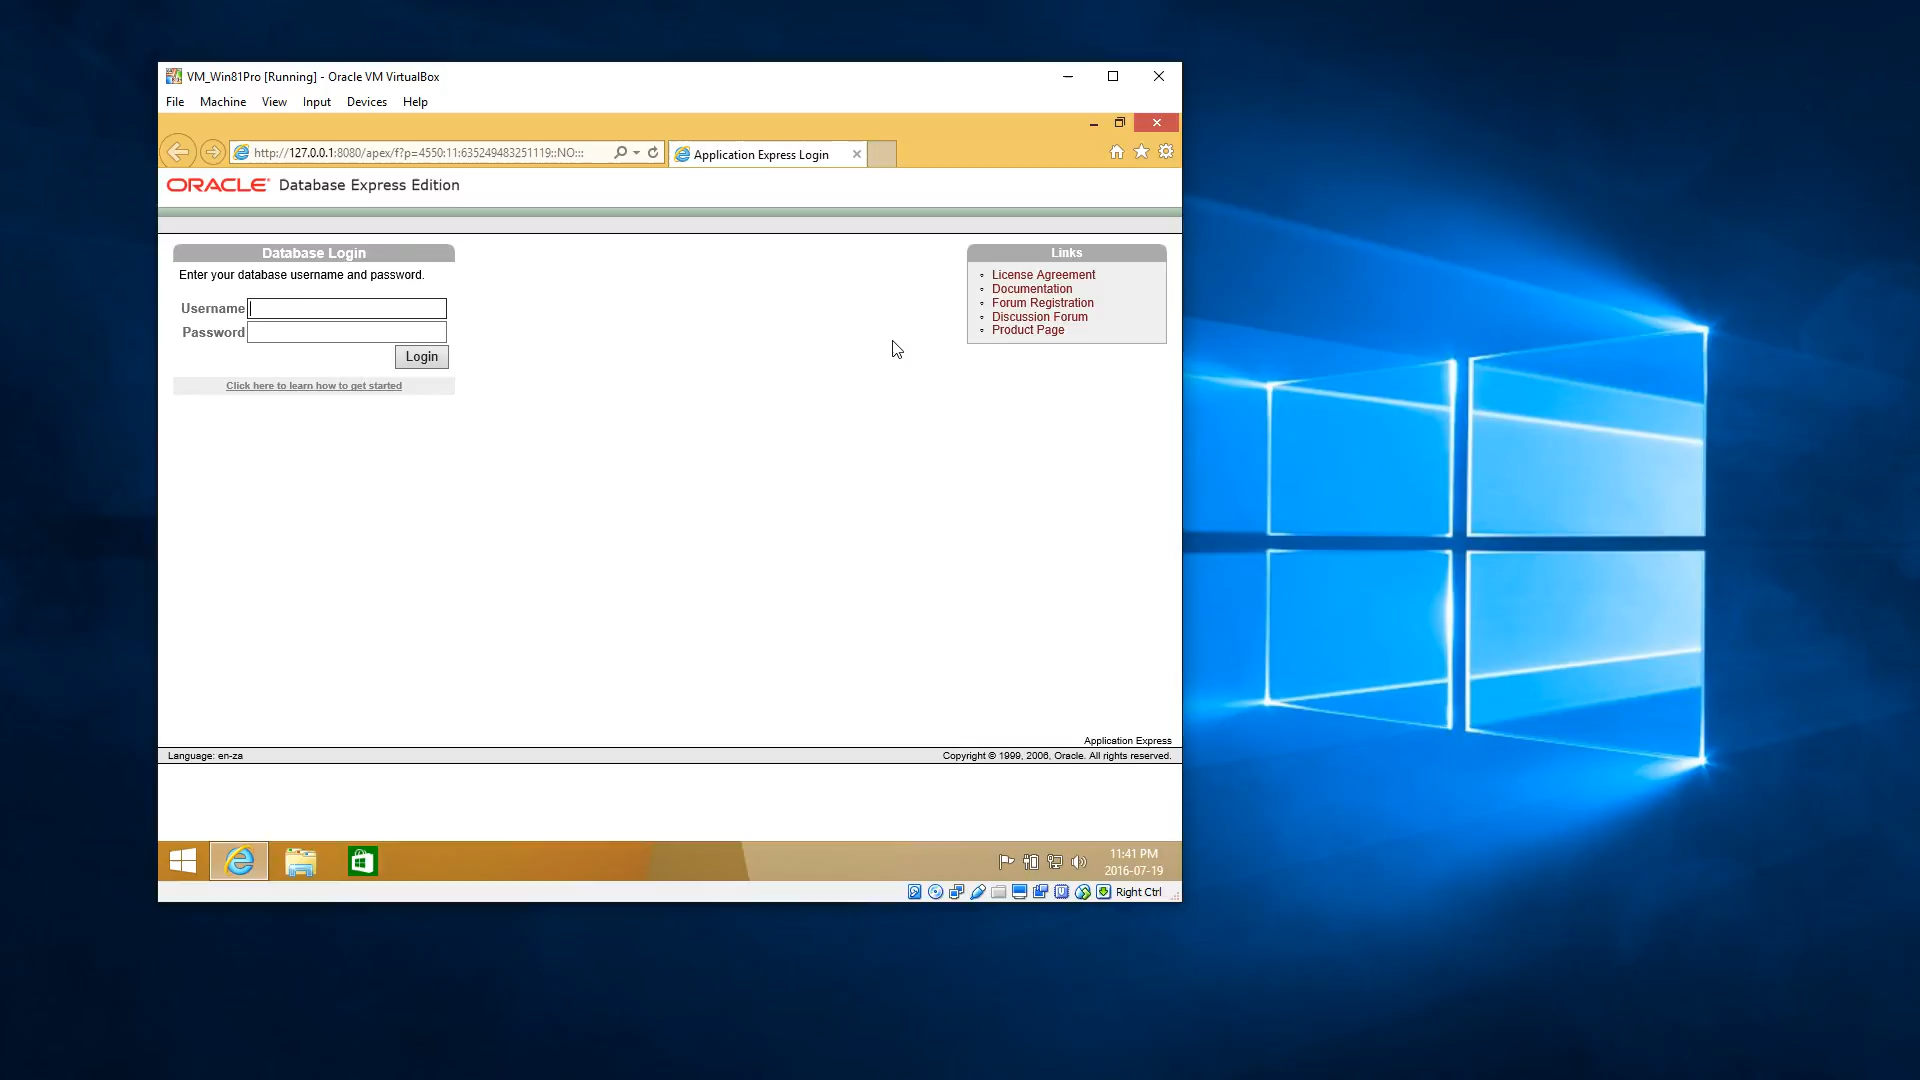 VM_Win81Pro [Running] - Oracle VM VirtualBox
File Machine View Input Devices Help
http://127.0.0.1:8080/apex/f?p=4550:11:635249483251119::NO:::
Application Express Login
ORACLE Database Express Edition
Database Login
Enter your database username and password.
Username
Password
Login
Click here to learn how to get started
Links
License Agreement
Documentation
Forum Registration
Discussion Forum
Product Page
Application Express
Language: en-za
Copyright © 1999, 2006, Oracle. All rights reserved.
11:41 PM
2016-07-19
Right Ctrl